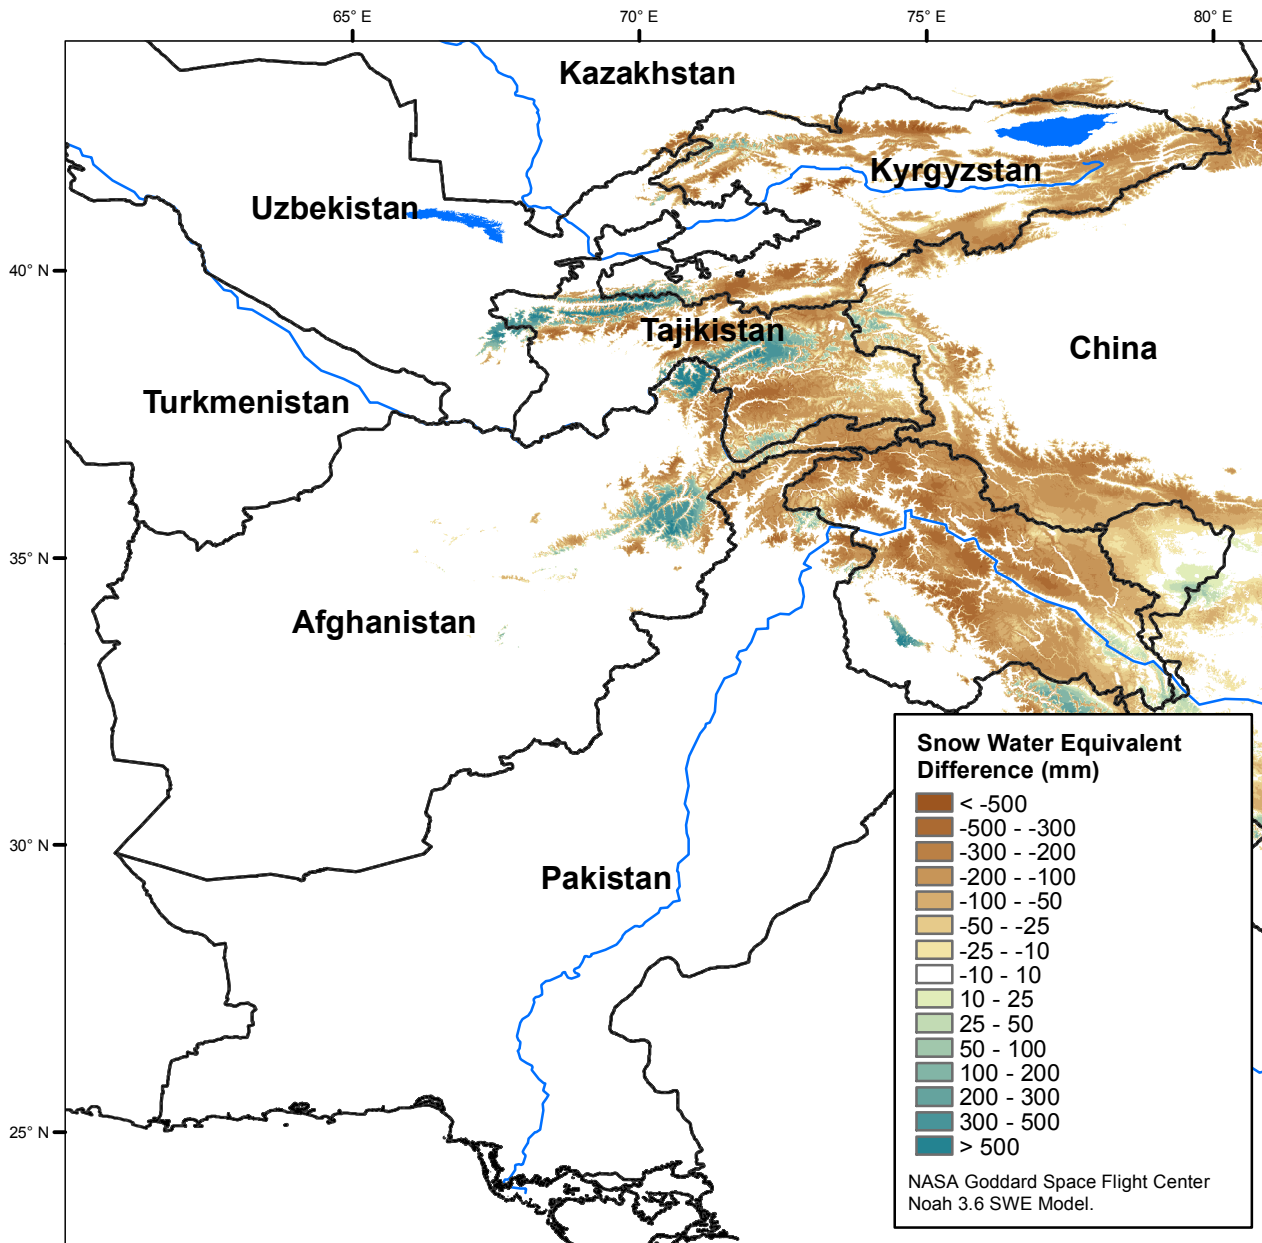 65° E
70° E
75° E
80° E
Kazakhstan
Kyrgyzstan
Uzbekistan
40° N
Tajikistan
China
Turkmenistan
35° N
Afghanistan
Snow Water Equivalent
Difference (mm)
< -500
-500 - -300
-300 - -200
-200 - -100
-100 - -50
-50 - -25
-25 - -10
-10 - 10
10 - 25
25 - 50
50 - 100
100 - 200
200 - 300
300 - 500
> 500
NASA Goddard Space Flight Center
Noah 3.6 SWE Model.
30° N
Pakistan
25° N